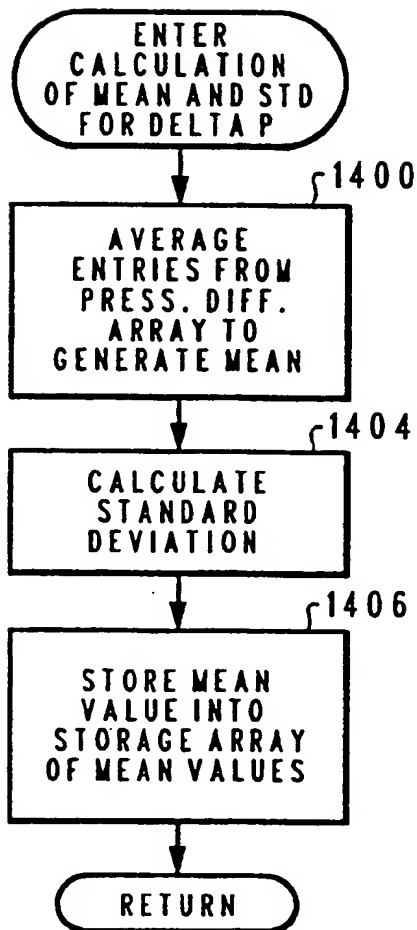 ENTER
CALCULATION
OF MEAN AND STD
FOR DELTA P
1400
AVERAGE
ENTRIES FROM
PRESS. DIFF.
ARRAY TO
GENERATE MEAN
1404
CALCULATE
STANDARD
DEVIATION
1406
STORE MEAN
VALUE INTO
STORAGE ARRAY
OF MEAN VALUES
RETURN